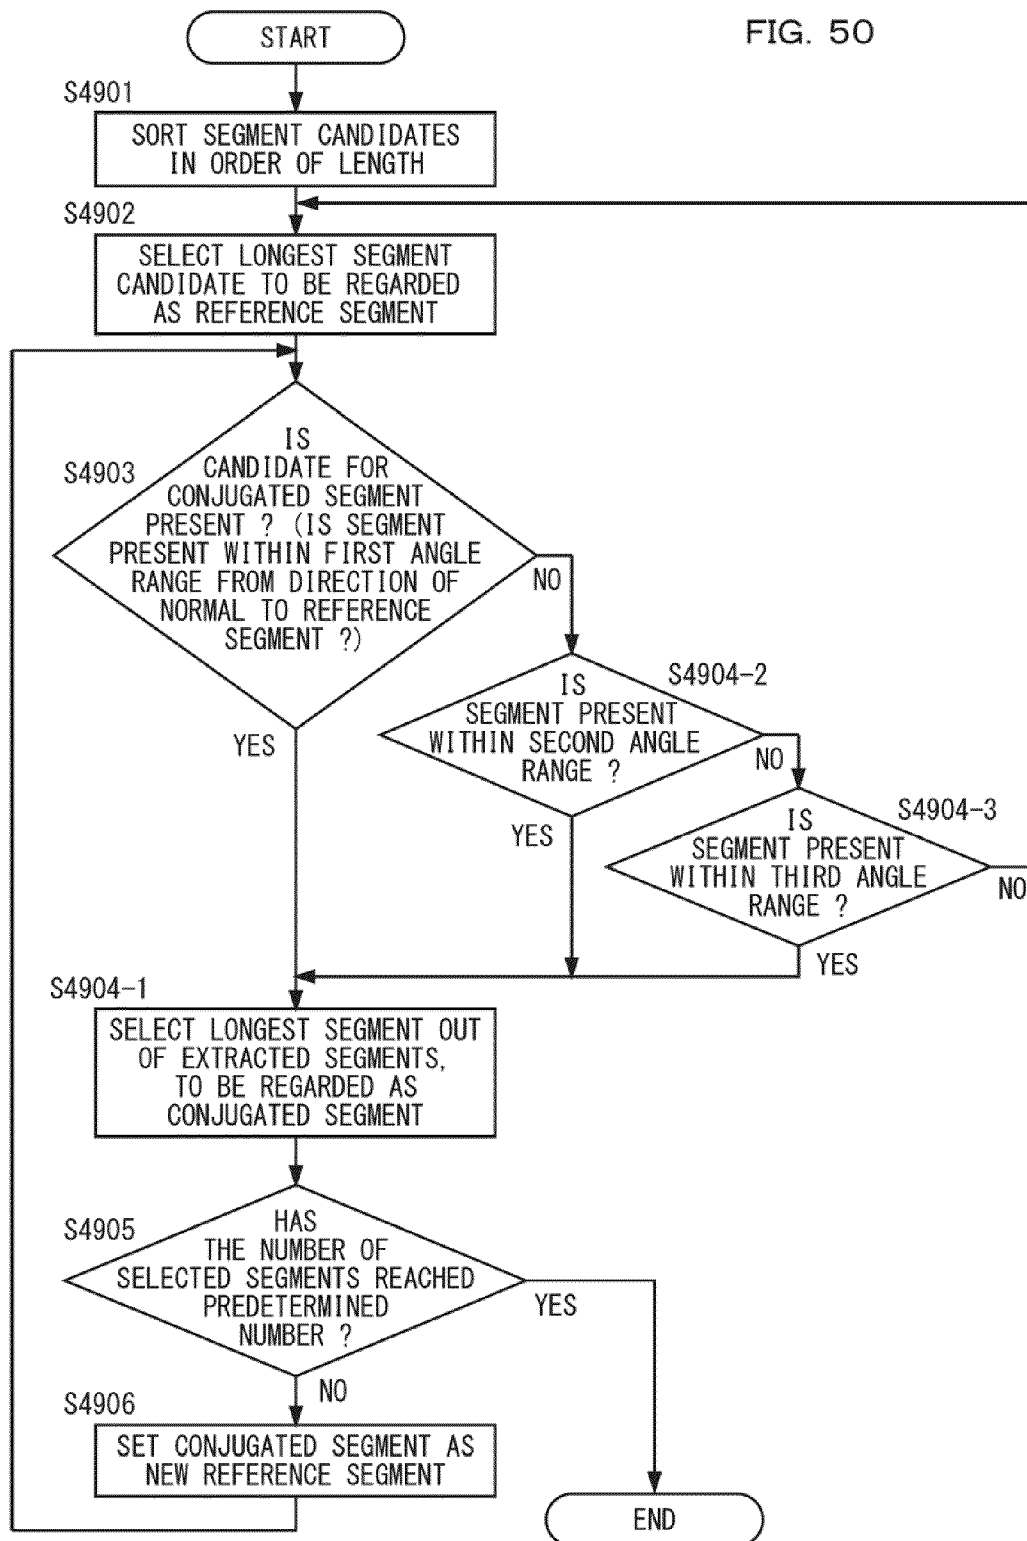 FIG. 50
START
S4901
SORT SEGMENT CANDIDATES
IN ORDER OF LENGTH
S4902
SELECT LONGEST SEGMENT
CANDIDATE TO BE REGARDED
AS REFERENCE SEGMENT
S4903
IS
CANDIDATE FOR
CONJUGATED SEGMENT
PRESENT ? (IS SEGMENT
PRESENT WITHIN FIRST ANGLE
RANGE FROM DIRECTION OF
NORMAL TO REFERENCE
SEGMENT ?)
NO
YES
S4904-2
IS
SEGMENT PRESENT
WITHIN SECOND ANGLE
RANGE ?
NO
YES
S4904-3
IS
SEGMENT PRESENT
WITHIN THIRD ANGLE
RANGE ?
NO
YES
S4904-1
SELECT LONGEST SEGMENT OUT
OF EXTRACTED SEGMENTS,
TO BE REGARDED AS
CONJUGATED SEGMENT
S4905
HAS
THE NUMBER OF
SELECTED SEGMENTS REACHED
PREDETERMINED
NUMBER ?
YES
NO
S4906
SET CONJUGATED SEGMENT AS
NEW REFERENCE SEGMENT
END